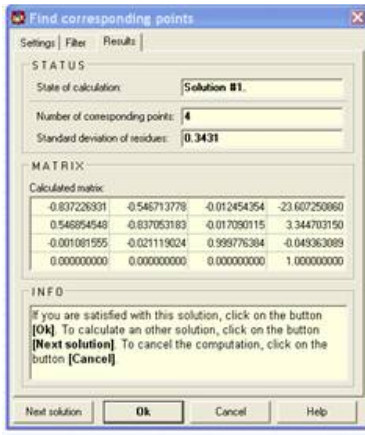 Find corresponding points
Settings Filter Results
STATUS
State of calculation: Solution #1.
Number of corresponding points: 4
Standard deviation of residues: 0.3431
MATRIX
Calculated matrix:
-0.837226931 -0.546713778 -0.012454354 -23.607250860
0.546854548 -0.837053183 -0.017090115 3.344703150
-0.001081555 -0.021119024 0.999776384 -0.049363089
0.000000000 0.000000000 0.000000000 1.000000000
INFO
If you are satisfied with this solution, click on the button
[Ok]. To calculate an other solution, click on the button
[Next solution]. To cancel the computation, click on the
button [Cancel].
Next solution Ok Cancel Help